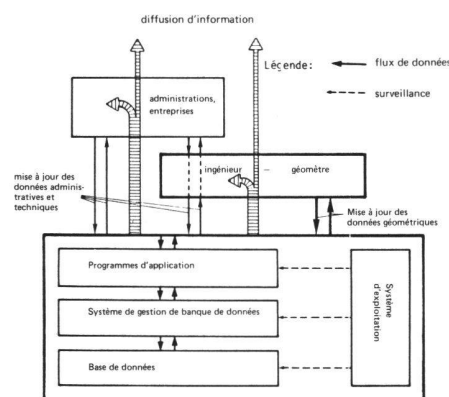 diffusion d'information
Légende:
flux de données
surveillance
administrations,
entreprises
ingénieur – géomètre
mise à jour des
données adminis-
tratives et
techniques
Mise à jour des
données géométriques
Programmes d'application
Système de gestion de banque de données
Base de données
Système
d'exploitation